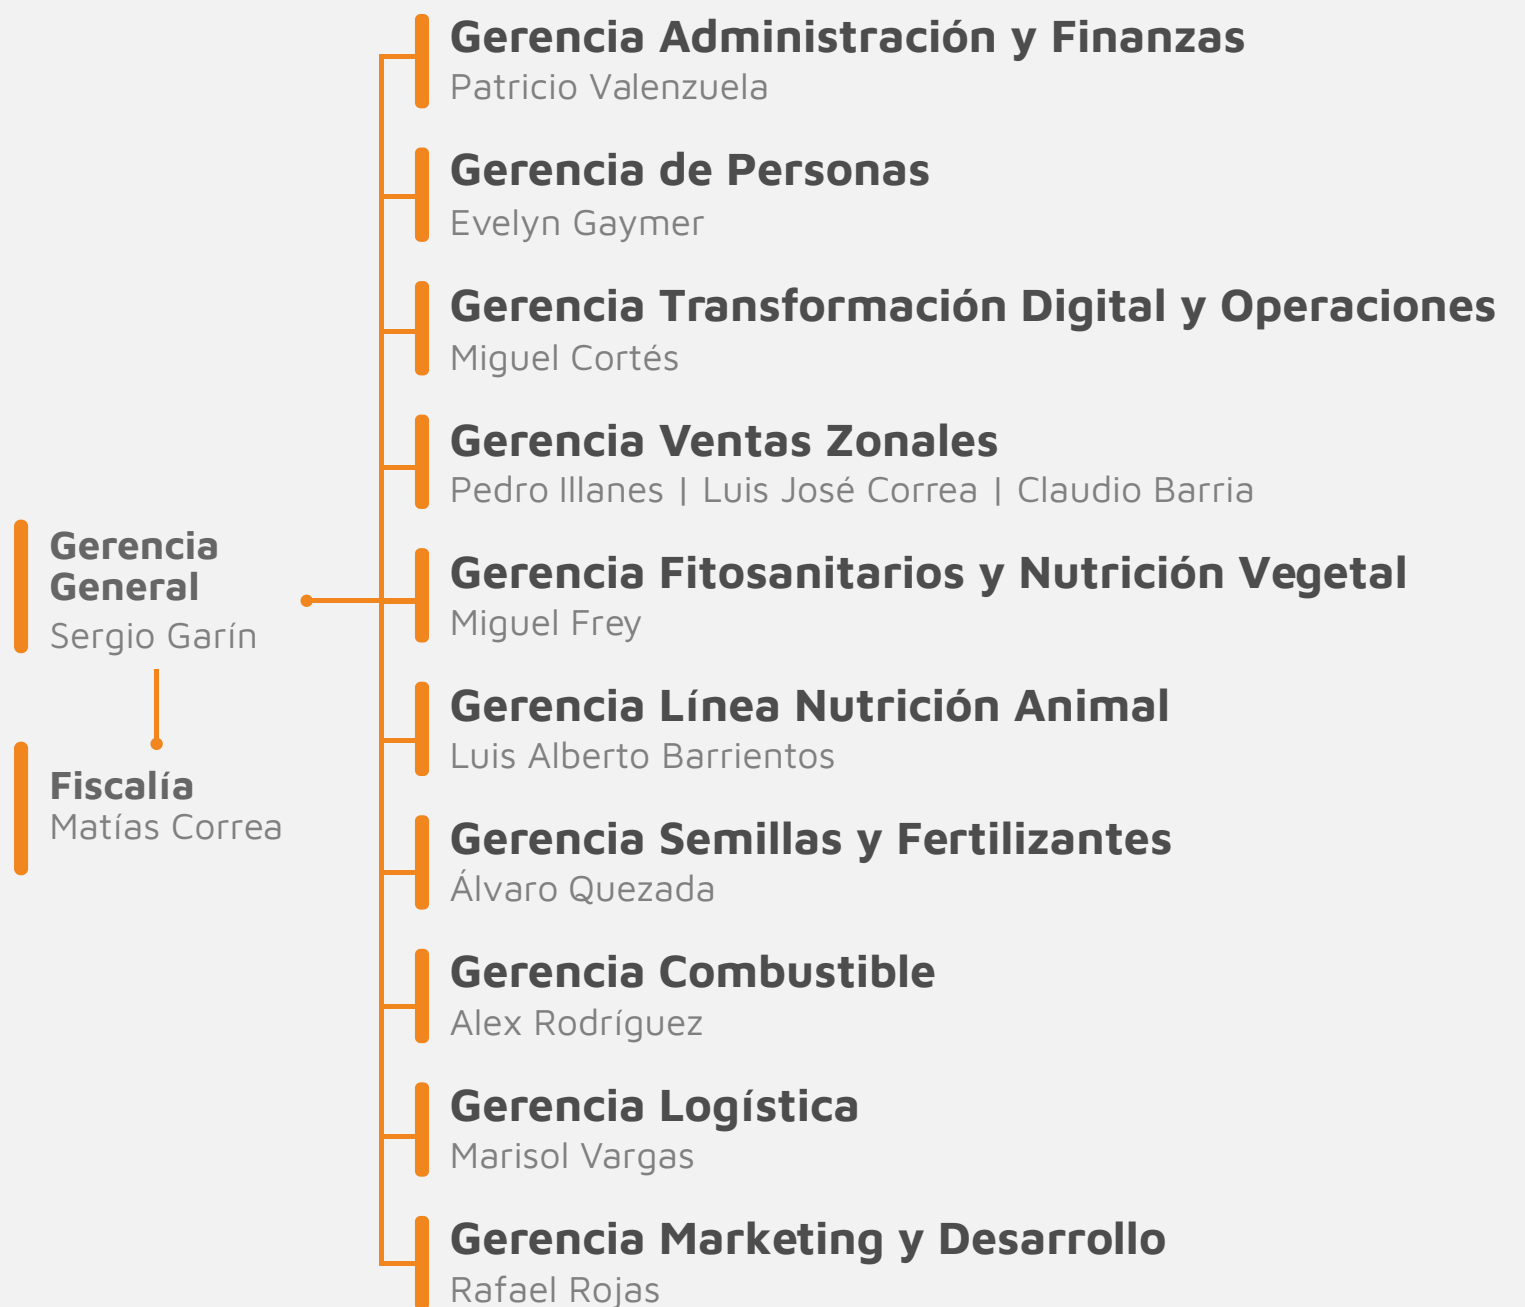 Gerencia
General
Sergio Garín
Fiscalía
Matías Correa
Gerencia Administración y Finanzas
Patricio Valenzuela
Gerencia de Personas
Evelyn Gaymer
Gerencia Transformación Digital y Operaciones
Miguel Cortés
Gerencia Ventas Zonales
Pedro Illanes | Luis José Correa | Claudio Barria
Gerencia Fitosanitarios y Nutrición Vegetal
Miguel Frey
Gerencia Línea Nutrición Animal
Luis Alberto Barrientos
Gerencia Semillas y Fertilizantes
Álvaro Quezada
Gerencia Combustible
Alex Rodríguez
Gerencia Logística
Marisol Vargas
Gerencia Marketing y Desarrollo
Rafael Rojas